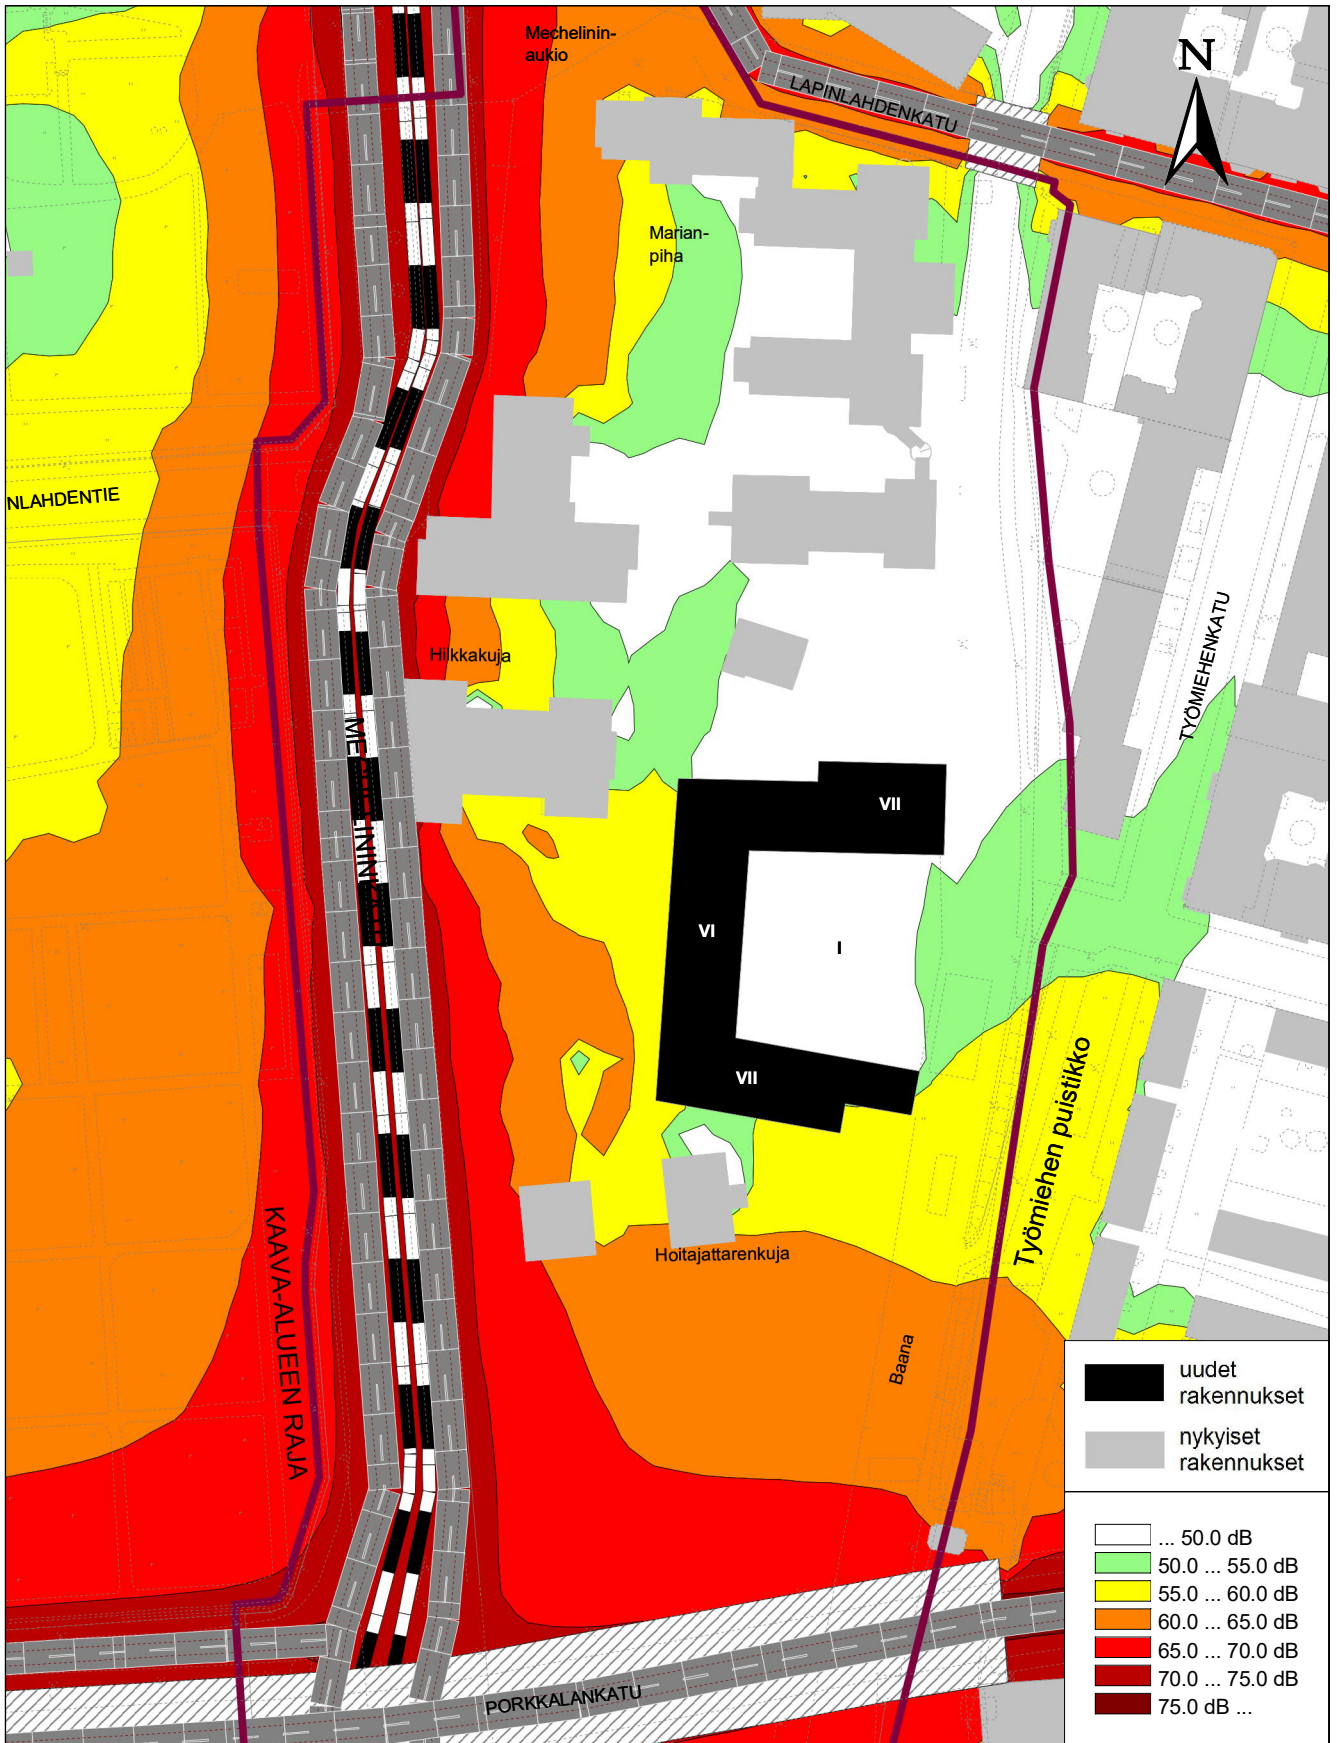 Mechelinin-
aukio
N
LAPINLAHDENKATU
Marian-
piha
NLAHDENTIE
TYÖMIEHENKATU
Hilkkakuja
VII
VI
I
VII
Työmiehen puistikko
KAAVA-ALUEEN RAJA
Hoitajattarenkuja
Baana
PORKKALANKATU
uudet
rakennukset
nykyiset
rakennukset
... 50.0 dB
50.0 ... 55.0 dB
55.0 ... 60.0 dB
60.0 ... 65.0 dB
65.0 ... 70.0 dB
70.0 ... 75.0 dB
75.0 dB ...